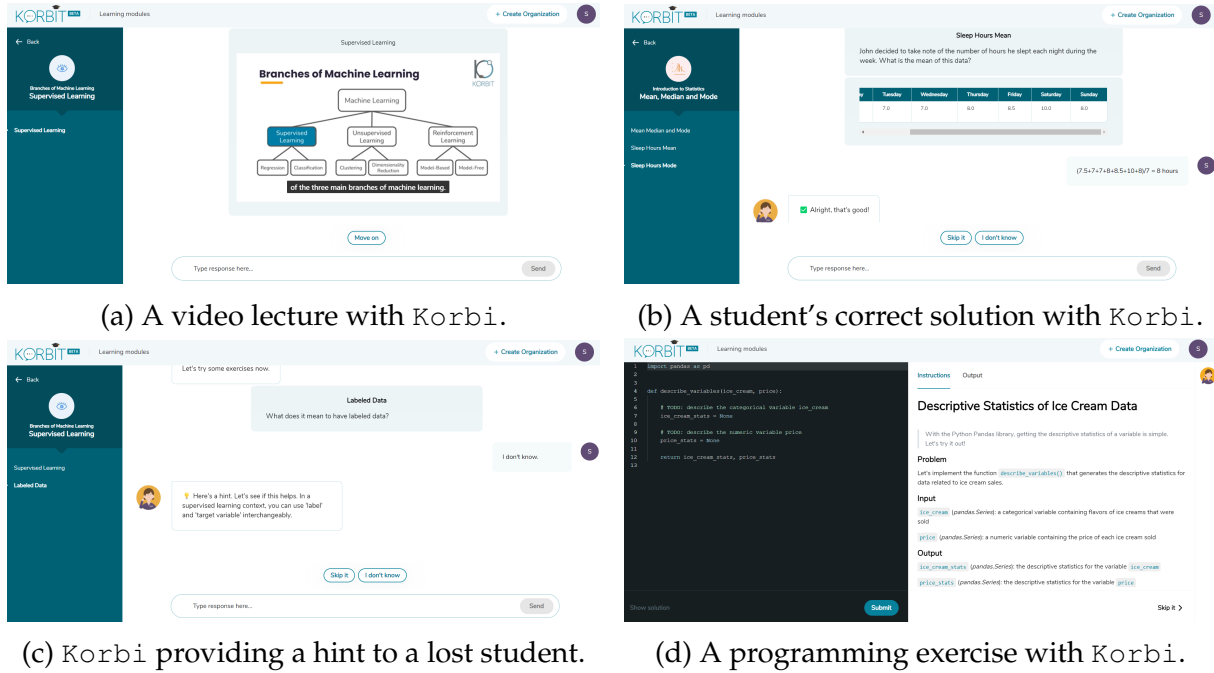 KORBIT BETA Learning modules + Create Organization S
← Back
Branches of Machine Learning
Supervised Learning
Supervised Learning
Supervised Learning
Branches of Machine Learning
KORBIT
Machine Learning
Supervised Learning
Unsupervised Learning
Reinforcement Learning
Regression
Classification
Clustering
Dimensionality Reduction
Model-Based
Model-Free
of the three main branches of machine learning.
Move on
Type response here...
Send
(a) A video lecture with Korbi.
KORBIT BETA Learning modules + Create Organization S
← Back
Introduction to Statistics
Mean, Median and Mode
Mean Median and Mode
Sleep Hours Mean
Sleep Hours Mode
Sleep Hours Mean
John decided to take note of the number of hours he slept each night during the
week. What is the mean of this data?
ay Tuesday Wednesday Thursday Friday Saturday Sunday
7.0 7.0 8.0 8.5 10.0 8.0
(7.5+7+7+8+8.5+10+8)/7 = 8 hours
S
Alright, that's good!
Skip it
I don't know
Type response here...
Send
(b) A student's correct solution with Korbi.
KORBIT BETA Learning modules + Create Organization S
← Back
Branches of Machine Learning
Supervised Learning
Supervised Learning
Labeled Data
Let's try some exercises now.
Labeled Data
What does it mean to have labeled data?
I don't know.
S
Here's a hint. Let's see if this helps. In a
supervised learning context, you can use 'label'
and 'target variable' interchangeably.
Skip it
I don't know
Type response here...
Send
(c) Korbi providing a hint to a lost student.
KORBIT BETA Learning modules + Create Organization S
1 import pandas as pd
2
3
4 def describe_variables(ice_cream, price):
5
6 # TODO: describe the categorical variable ice_cream
7 ice_cream_stats = None
8
9 # TODO: describe the numeric variable price
10 price_stats = None
11
12 return ice_cream_stats, price_stats
13
Show solution
Submit
Instructions Output
Descriptive Statistics of Ice Cream Data
With the Python Pandas library, getting the descriptive statistics of a variable is simple.
Let's try it out!
Problem
Let's implement the function describe_variables() that generates the descriptive statistics for
data related to ice cream sales.
Input
ice_cream (pandas.Series): a categorical variable containing flavors of ice creams that were
sold
price (pandas.Series): a numeric variable containing the price of each ice cream sold
Output
ice_cream_stats (pandas.Series): the descriptive statistics for the variable ice_cream
price_stats (pandas.Series): the descriptive statistics for the variable price
Skip it >
(d) A programming exercise with Korbi.